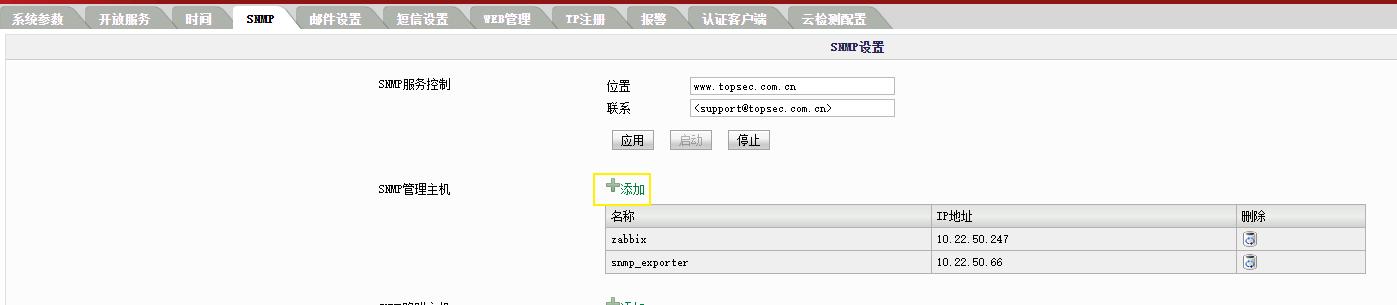 系统参数 开放服务 时间 SNMP 邮件设置 短信设置 WEB管理 TP注册 报警 认证客户端 云检测配置
SNMP设置
SNMP服务控制 位置 www.topsec.com.cn
联系 <support@topsec.com.cn>
应用 启动 停止
SNMP管理主机 添加
名称 IP地址 删除
zabbix 10.22.50.247
snmp_exporter 10.22.50.66